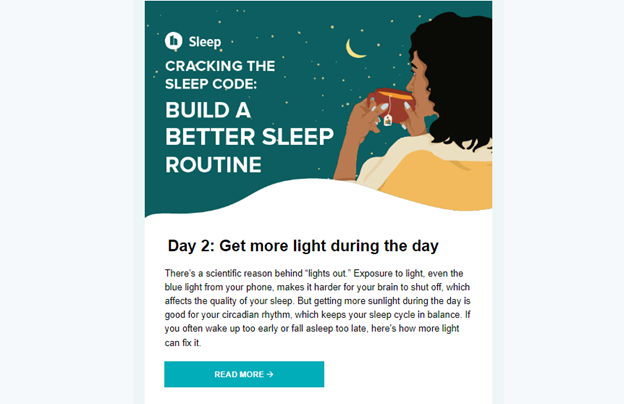 h Sleep
CRACKING THE
SLEEP CODE:
BUILD A
BETTER SLEEP
ROUTINE
Day 2: Get more light during the day
There's a scientific reason behind “lights out.” Exposure to light, even the
blue light from your phone, makes it harder for your brain to shut off, which
affects the quality of your sleep. But getting more sunlight during the day is
good for your circadian rhythm, which keeps your sleep cycle in balance. If
you often wake up too early or fall asleep too late, here's how more light
can fix it.
READ MORE →